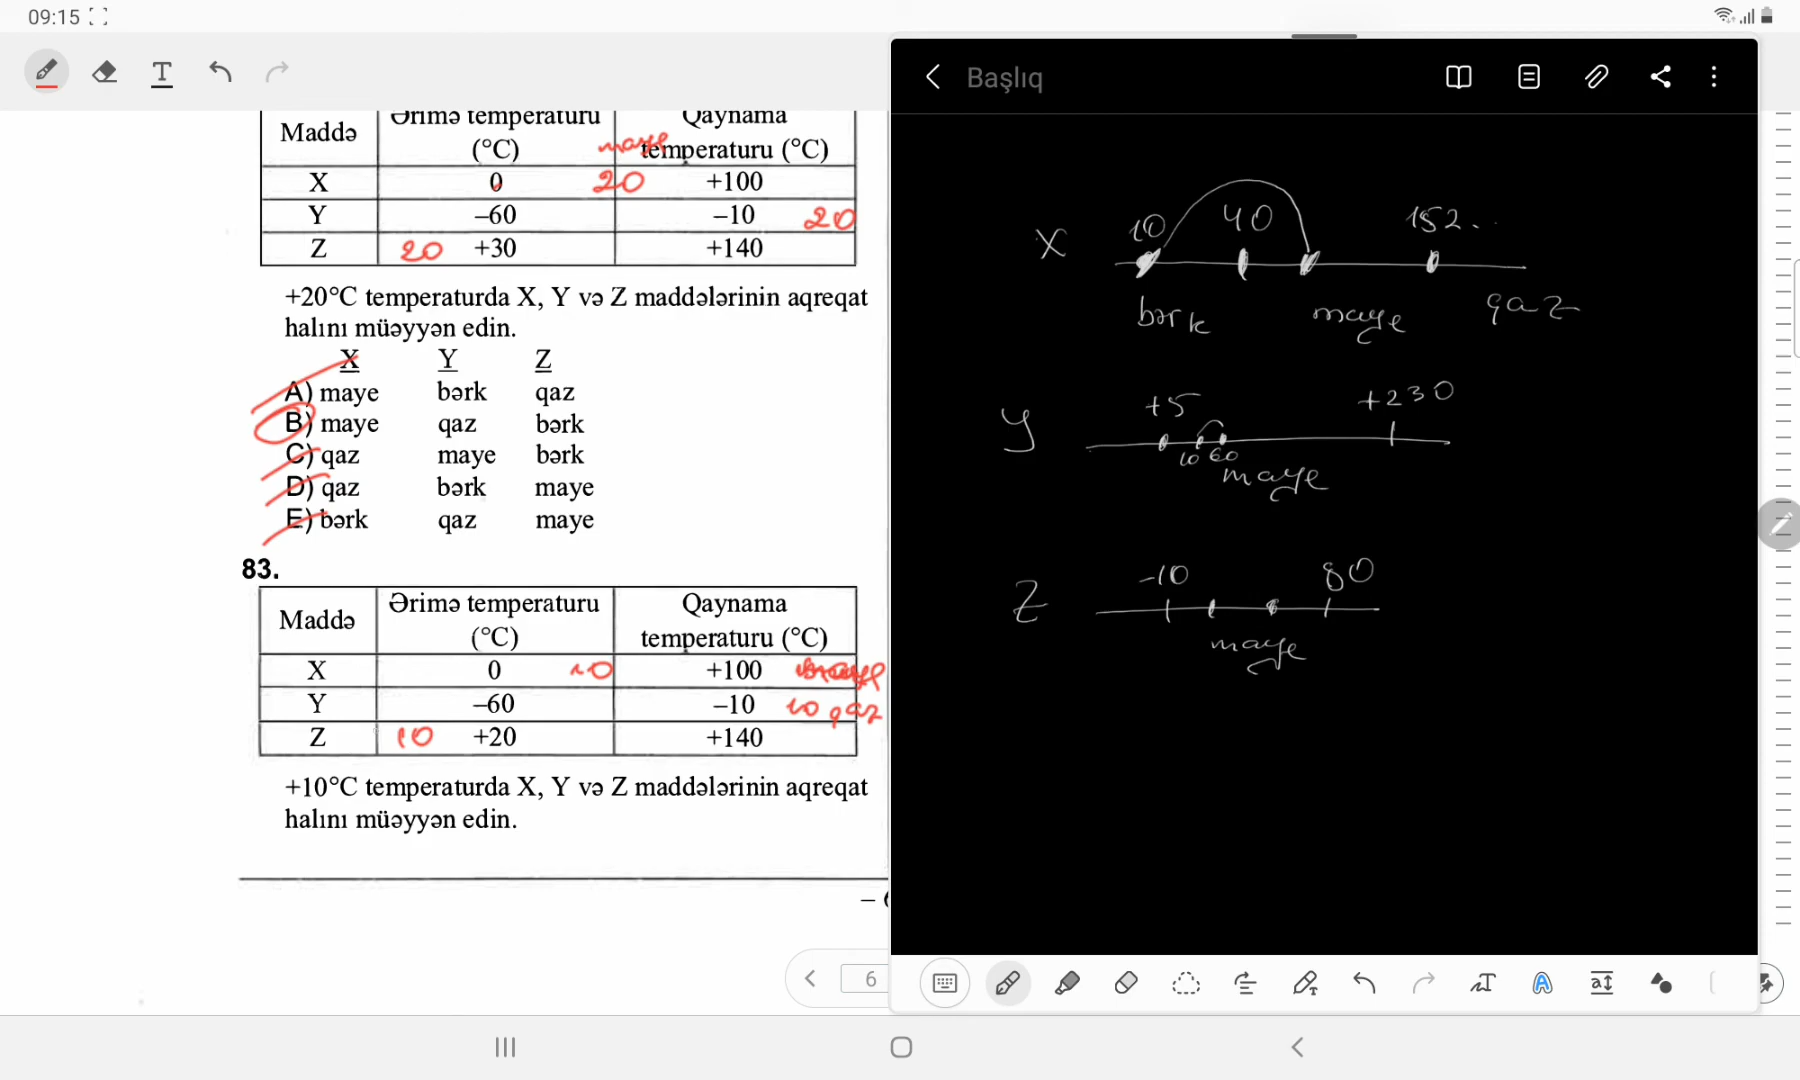 09:15
Başlıq
Maddə
Ərimə temperaturu (°C)
Qaynama temperaturu (°C)
maye
X 0 20 +100
Y –60 –10 20
Z 20 +30 +140
+20°C temperaturda X, Y və Z maddələrinin aqreqat
halını müəyyən edin.
X Y Z
A) maye bərk qaz
B) maye qaz bərk
C) qaz maye bərk
D) qaz bərk maye
E) bərk qaz maye
83.
Maddə
Ərimə temperaturu (°C)
Qaynama temperaturu (°C)
X 0 10 +100 maye
Y –60 –10 10 qaz
Z 10 +20 +140
+10°C temperaturda X, Y və Z maddələrinin aqreqat
halını müəyyən edin.
6
X 10 40 152..
bərk maye qaz
Y +5 +230
10 60
maye
Z -10 80
maye